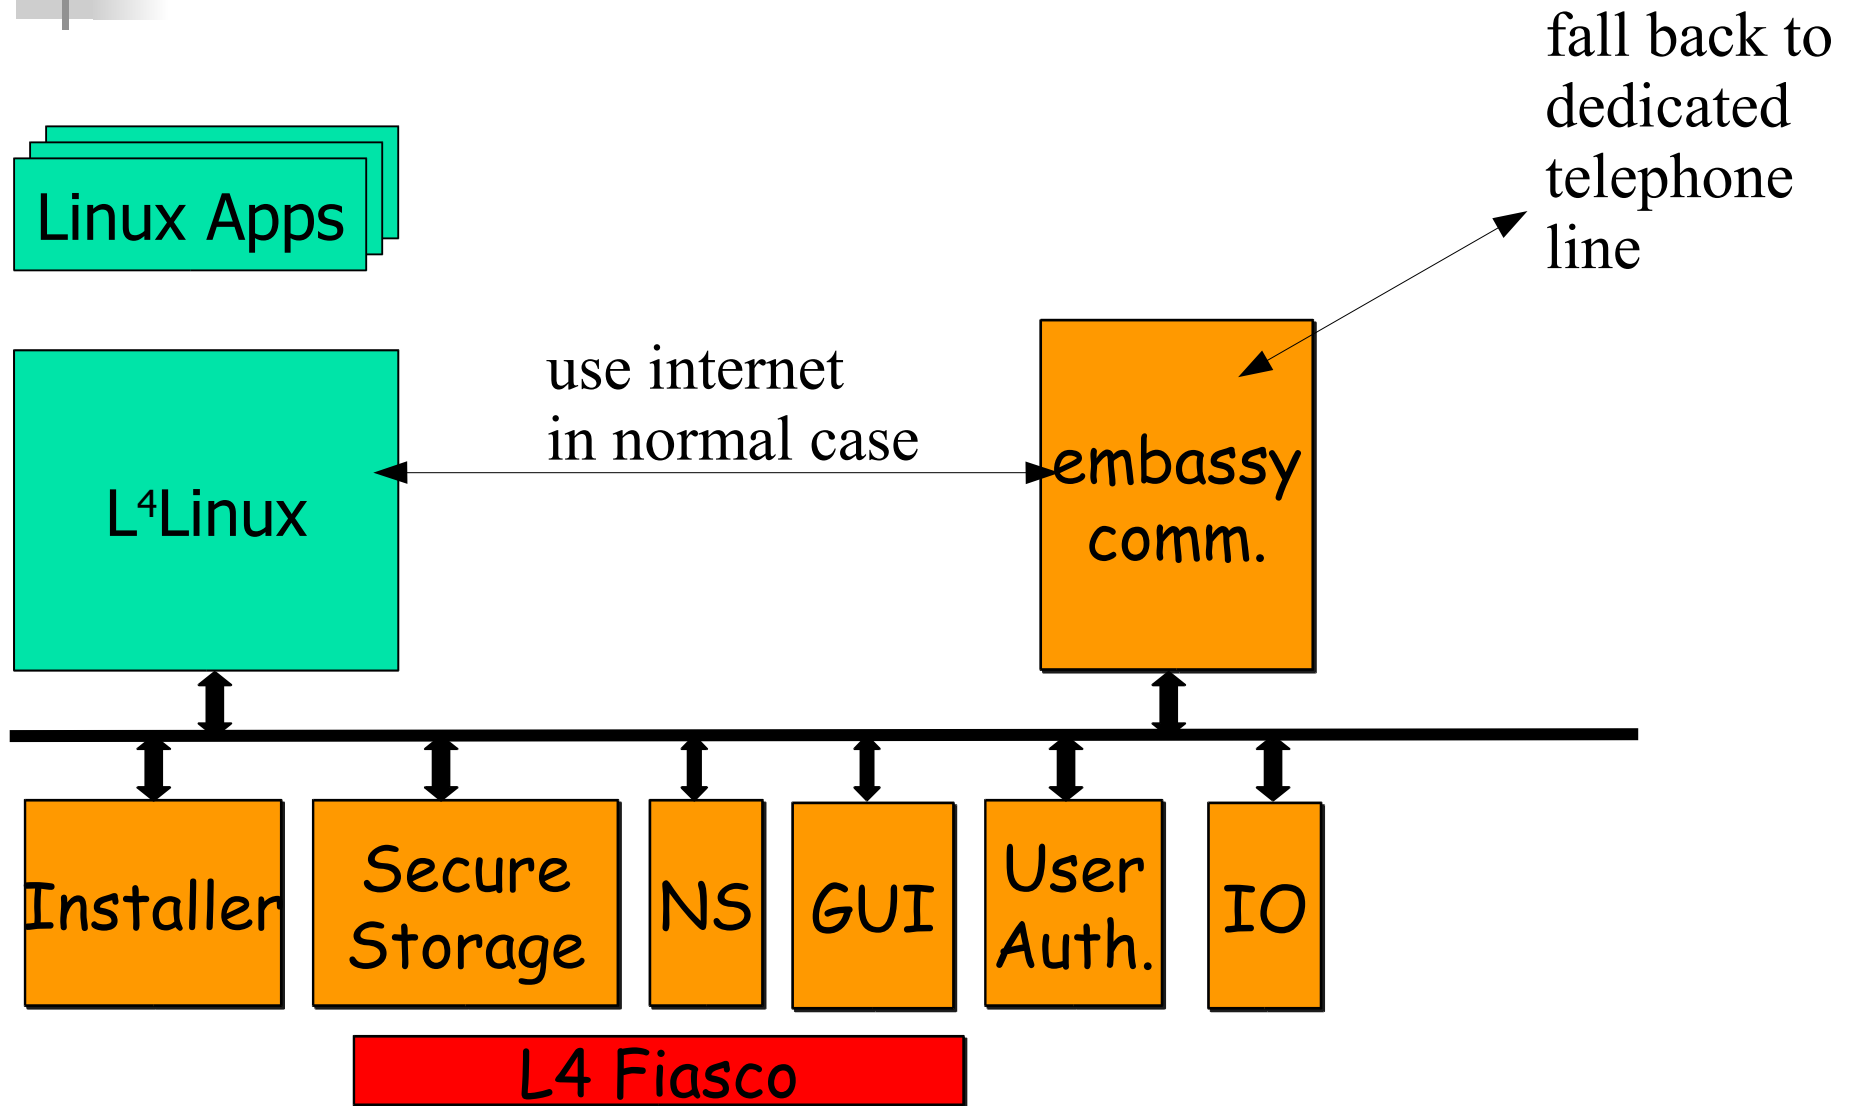 fall back to
dedicated
telephone
line
Linux Apps
use internet
in normal case
L⁴Linux
embassy
comm.
Installer
Secure
Storage
NS
GUI
User
Auth.
IO
L4 Fiasco